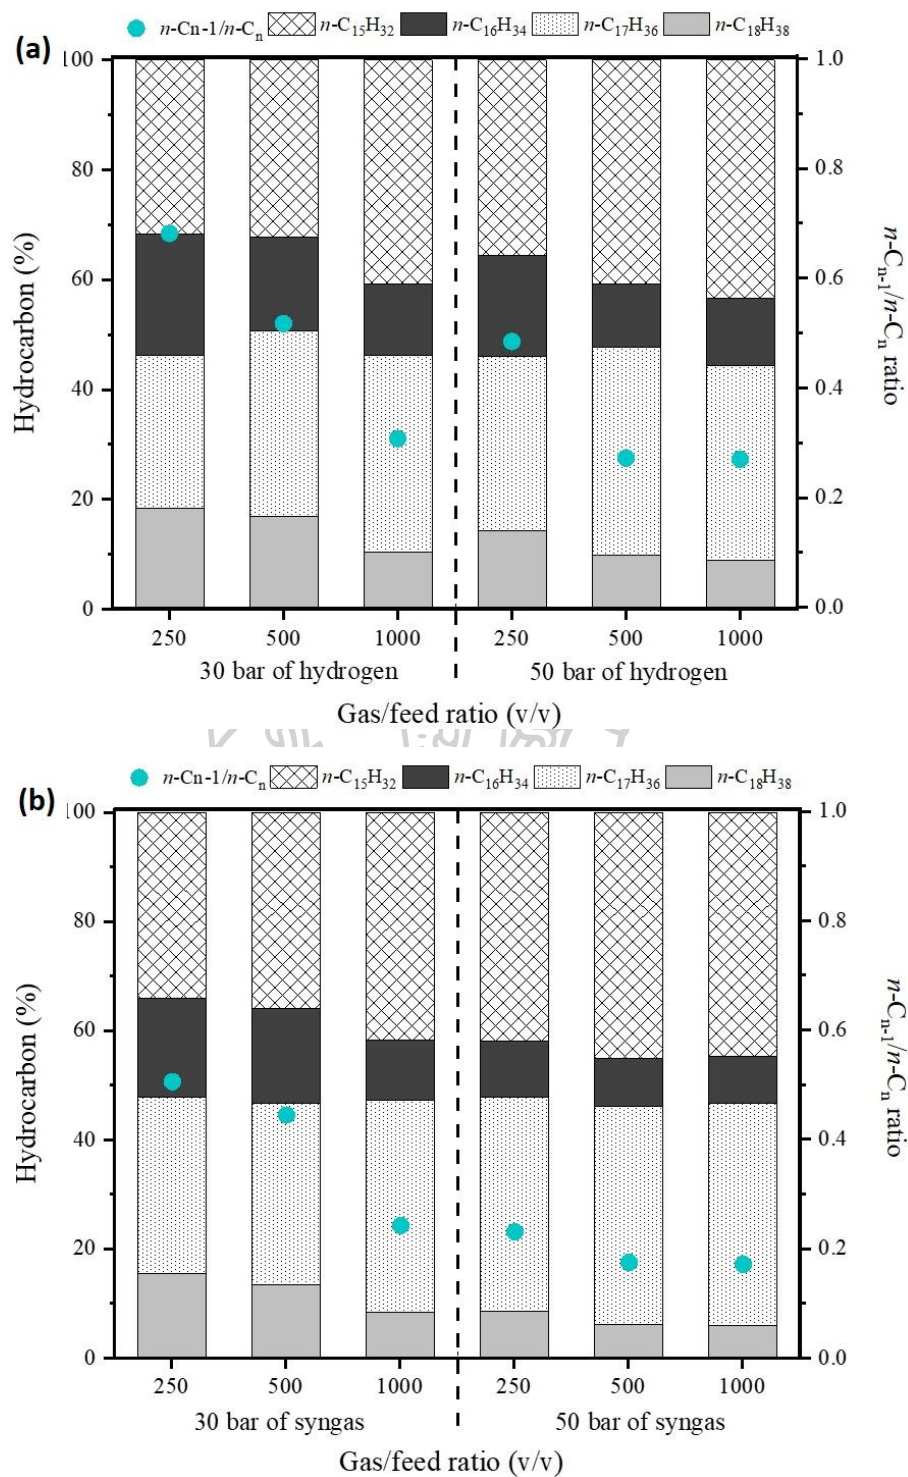 n-Cn-1/n-Cn n-C15H32 n-C16H34 n-C17H36 n-C18H38
(a)
100
80
60
40
20
0
Hydrocarbon (%)
1.0
0.8
0.6
0.4
0.2
0.0
n-Cn-1/n-Cn ratio
250 500 1000 250 500 1000
30 bar of hydrogen 50 bar of hydrogen
Gas/feed ratio (v/v)
n-Cn-1/n-Cn n-C15H32 n-C16H34 n-C17H36 n-C18H38
(b)
100
80
60
40
20
0
Hydrocarbon (%)
1.0
0.8
0.6
0.4
0.2
0.0
n-Cn-1/n-Cn ratio
250 500 1000 250 500 1000
30 bar of syngas 50 bar of syngas
Gas/feed ratio (v/v)